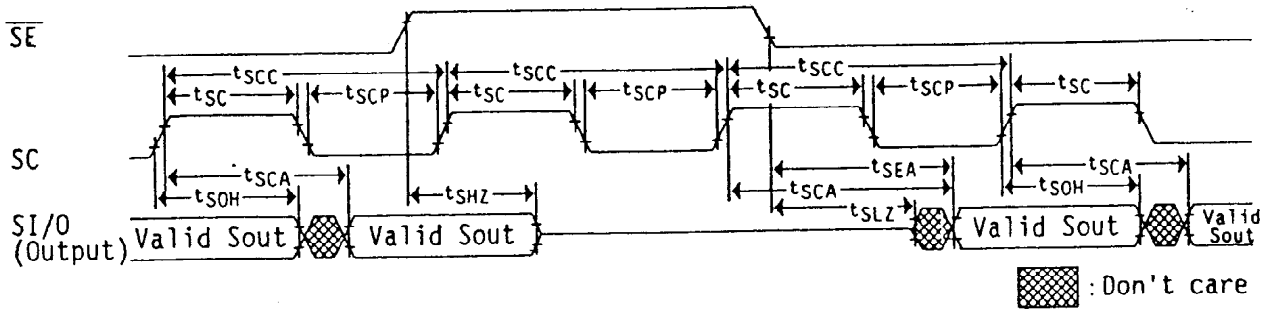 SE
tSCC tSCC tSCC
tSC tSCP tSC tSCP tSC tSCP tSC
SC
tSCA tSEA tSCA
tSOH tSHZ tSCA tSOH
tSLZ
SI/O
(Output)
Valid Sout Valid Sout Valid Sout Valid
Sout
:Don't care